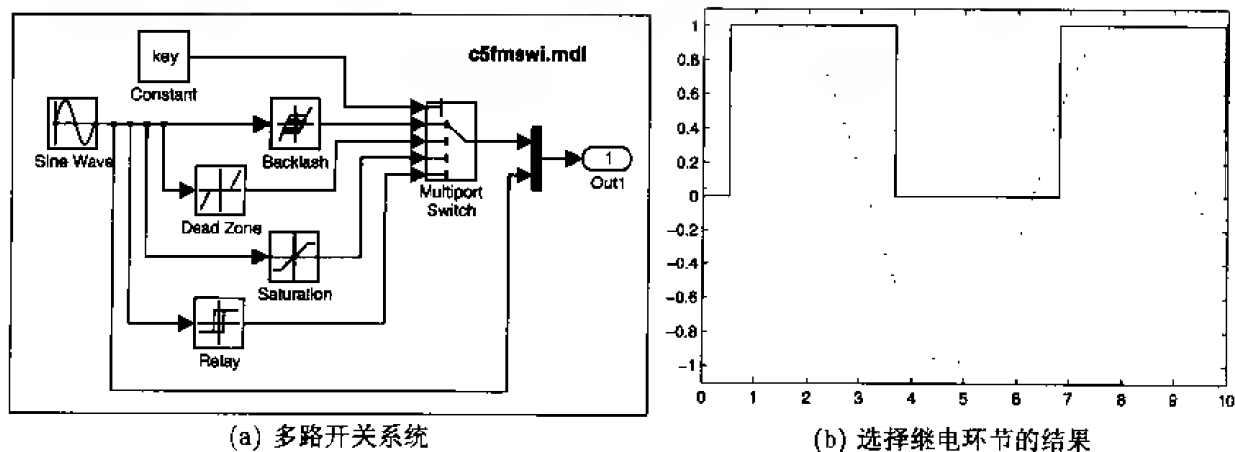 c5fmswi.mdl
key
Constant
Sine Wave
Backlash
Dead Zone
Saturation
Relay
Multiport
Switch
1
Out1
(a) 多路开关系统
1
0.8
0.6
0.4
0.2
0
-0.2
-0.4
-0.6
-0.8
-1
0 1 2 3 4 5 6 7 8 9 10
(b) 选择继电环节的结果